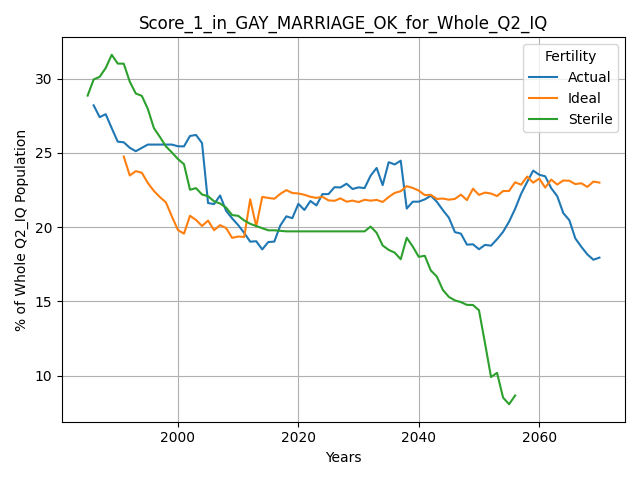 Score_1_in_GAY_MARRIAGE_OK_for_Whole_Q2_IQ
% of Whole Q2_IQ Population
30
25
20
15
10
Fertility
Actual
Ideal
Sterile
2000
2020
2040
2060
Years